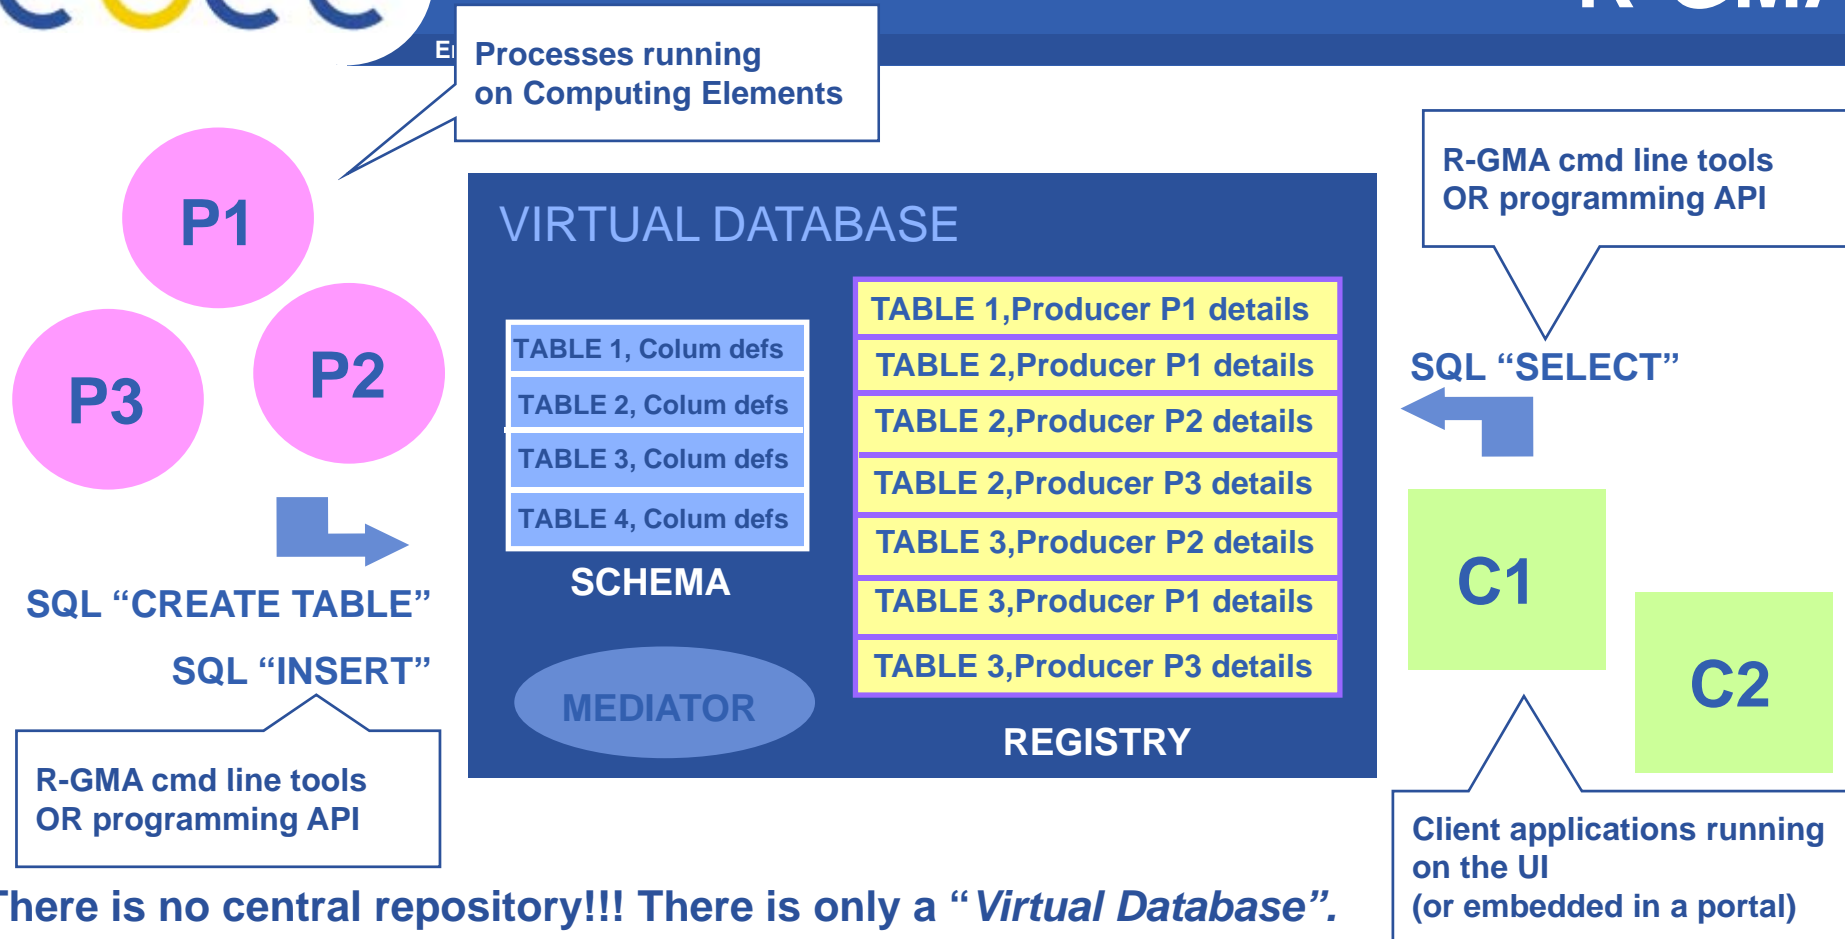 R-GMA
Processes running
on Computing Elements
R-GMA cmd line tools
OR programming API
P1
P2
P3
VIRTUAL DATABASE
TABLE 1, Colum defs
TABLE 2, Colum defs
TABLE 3, Colum defs
TABLE 4, Colum defs
SCHEMA
MEDIATOR
TABLE 1,Producer P1 details
TABLE 2,Producer P1 details
TABLE 2,Producer P2 details
TABLE 2,Producer P3 details
TABLE 3,Producer P2 details
TABLE 3,Producer P1 details
TABLE 3,Producer P3 details
REGISTRY
SQL “SELECT”
C1
C2
SQL “CREATE TABLE”
SQL “INSERT”
R-GMA cmd line tools
OR programming API
Client applications running
on the UI
(or embedded in a portal)
There is no central repository!!! There is only a “Virtual Database”.